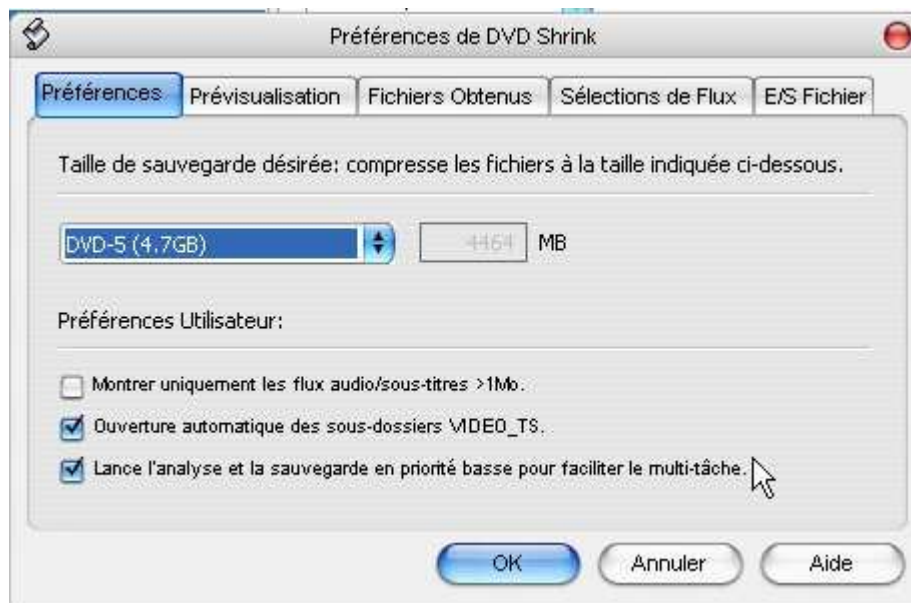 Préférences de DVD Shrink
Préférences Prévisualisation Fichiers Obtenus Sélections de Flux E/S Fichier
Taille de sauvegarde désirée: compresse les fichiers à la taille indiquée ci-dessous.
DVD-5 (4.7GB) 4464 MB
Préférences Utilisateur:
Montrer uniquement les flux audio/sous-titres >1Mo.
Ouverture automatique des sous-dossiers VIDEO_TS.
Lance l'analyse et la sauvegarde en priorité basse pour faciliter le multi-tâche.
OK Annuler Aide